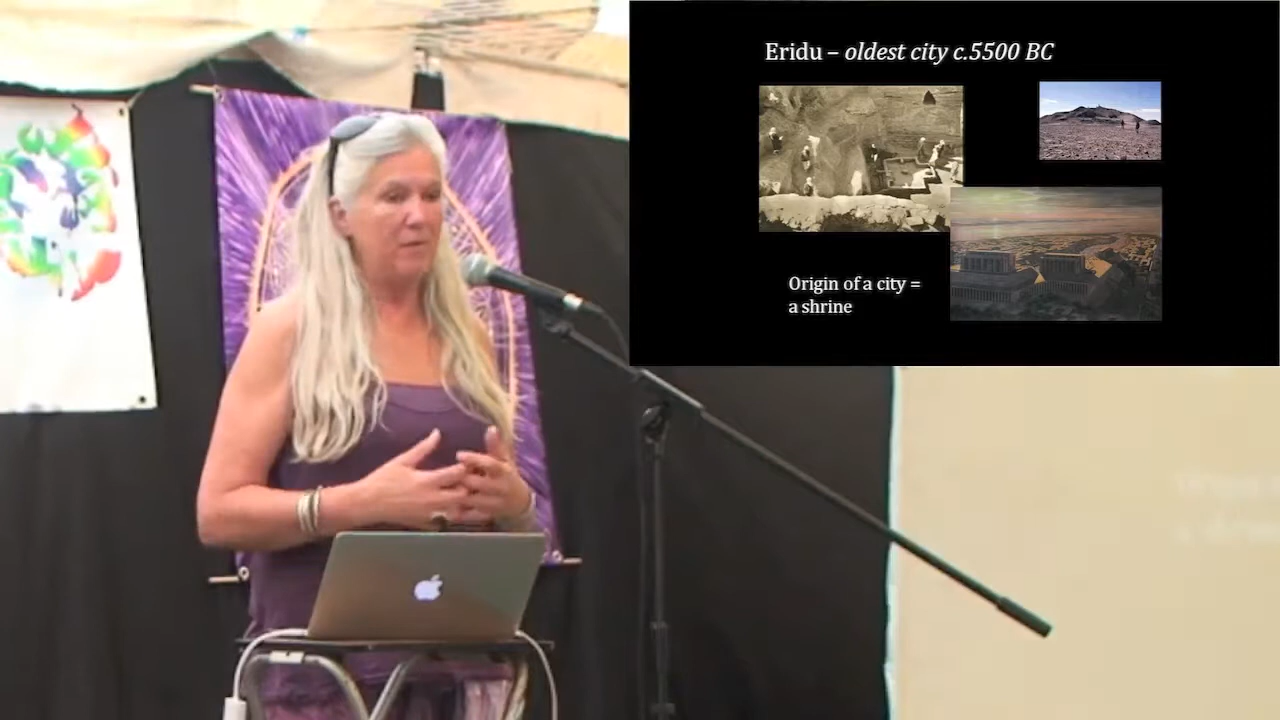 Eridu – oldest city c.5500 BC
Origin of a city =
a shrine